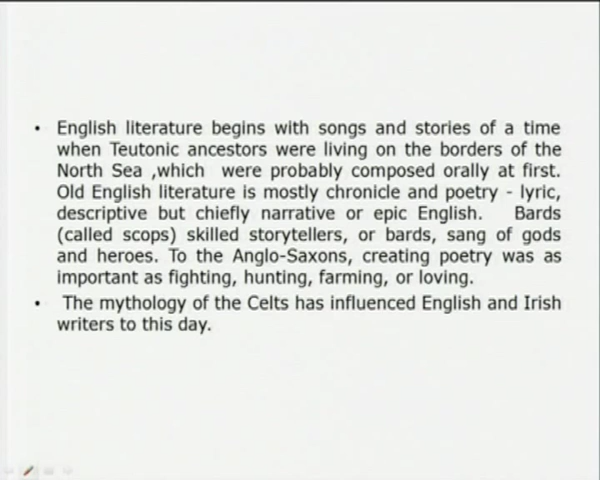 • English literature begins with songs and stories of a time
when Teutonic ancestors were living on the borders of the
North Sea ,which were probably composed orally at first.
Old English literature is mostly chronicle and poetry - lyric,
descriptive but chiefly narrative or epic English. Bards
(called scops) skilled storytellers, or bards, sang of gods
and heroes. To the Anglo-Saxons, creating poetry was as
important as fighting, hunting, farming, or loving.
• The mythology of the Celts has influenced English and Irish
writers to this day.